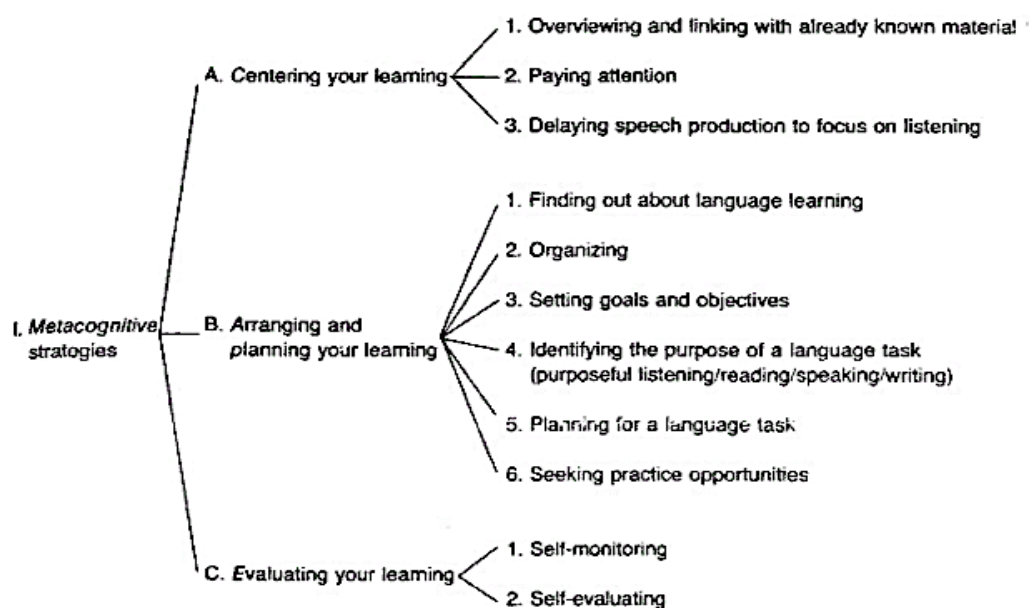 1. Overviewing and linking with already known material
A. Centering your learning
2. Paying attention
3. Delaying speech production to focus on listening
1. Finding out about language learning
2. Organizing
3. Setting goals and objectives
I. Metacognitive
strategies
B. Arranging and
planning your learning
4. Identifying the purpose of a language task
(purposeful listening/reading/speaking/writing)
5. Planning for a language task
6. Seeking practice opportunities
1. Self-monitoring
C. Evaluating your learning
2. Self-evaluating